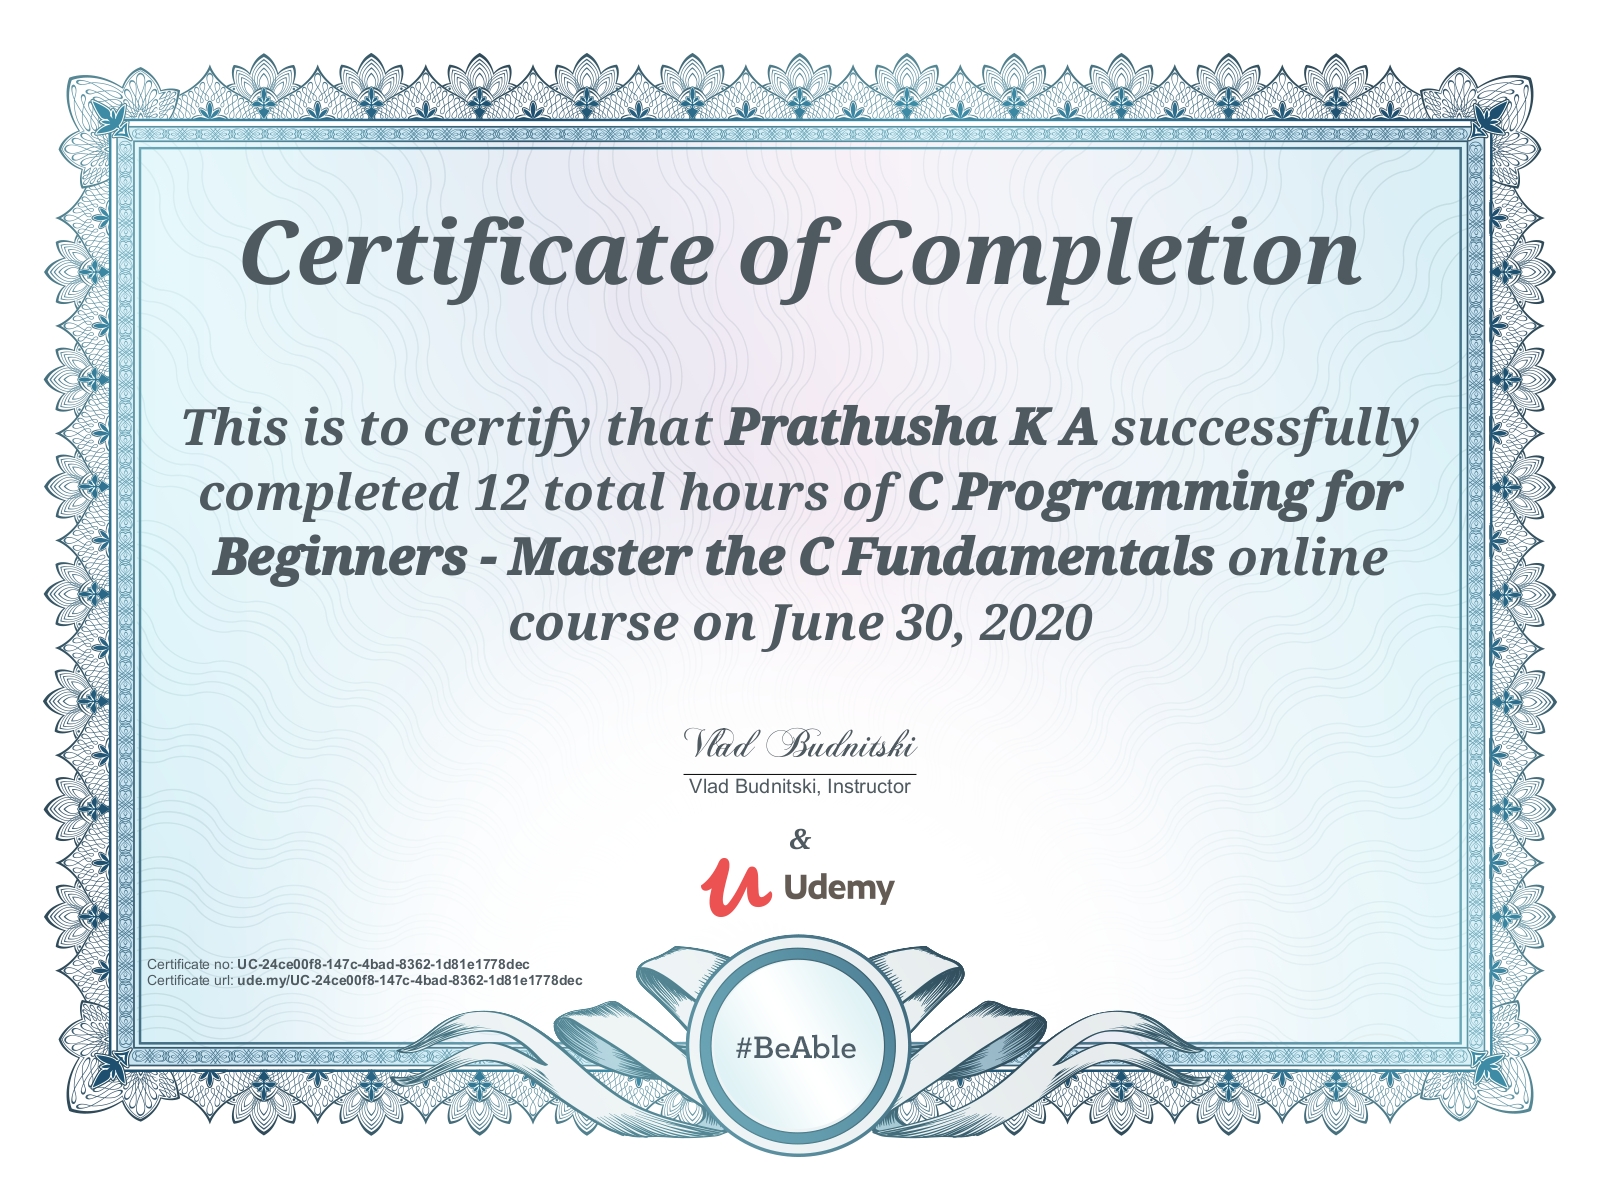 Certificate of Completion
This is to certify that Prathusha K A successfully
completed 12 total hours of C Programming for
Beginners - Master the C Fundamentals online
course on June 30, 2020
Vlad Budnitski
Vlad Budnitski, Instructor
&
Udemy
Certificate no: UC-24ce00f8-147c-4bad-8362-1d81e1778dec
Certificate url: ude.my/UC-24ce00f8-147c-4bad-8362-1d81e1778dec
#BeAble